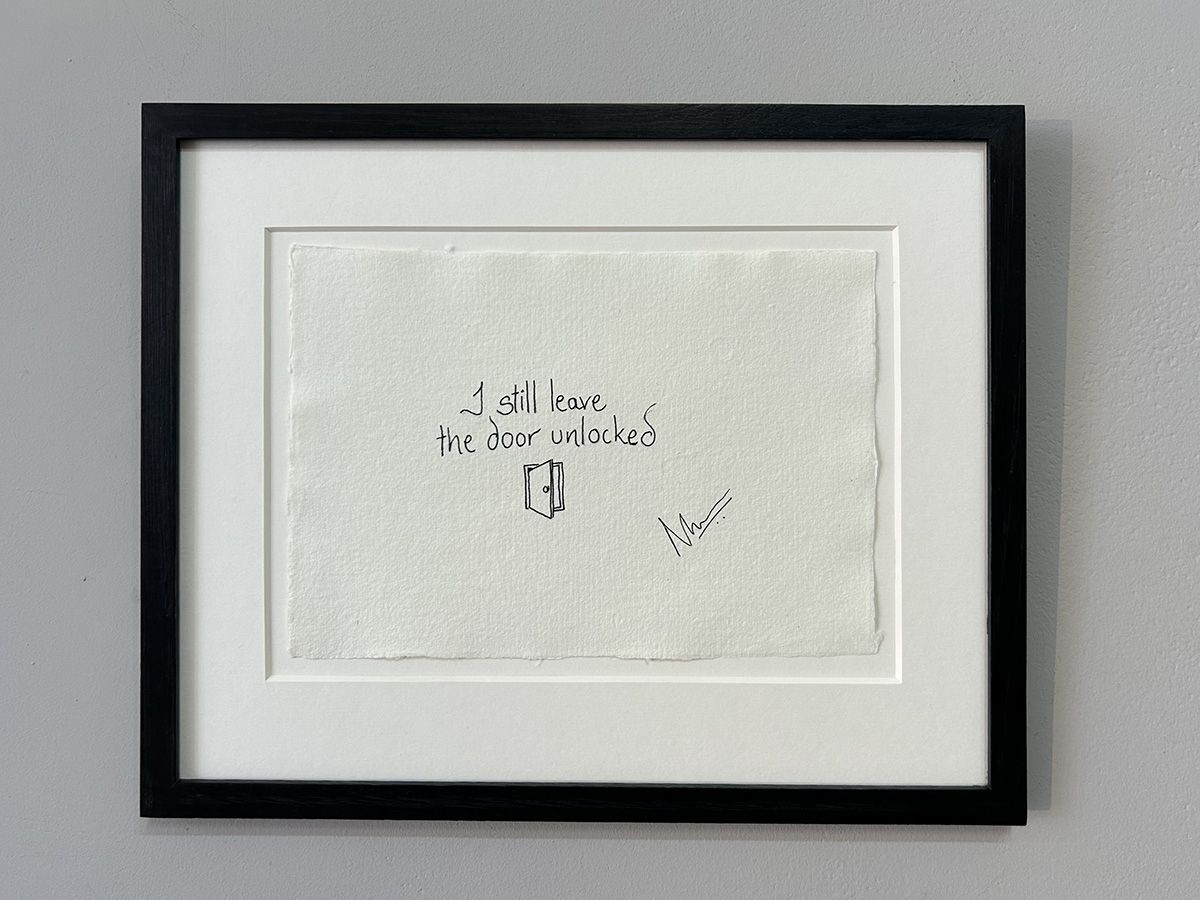 I still leave
the door unlocked